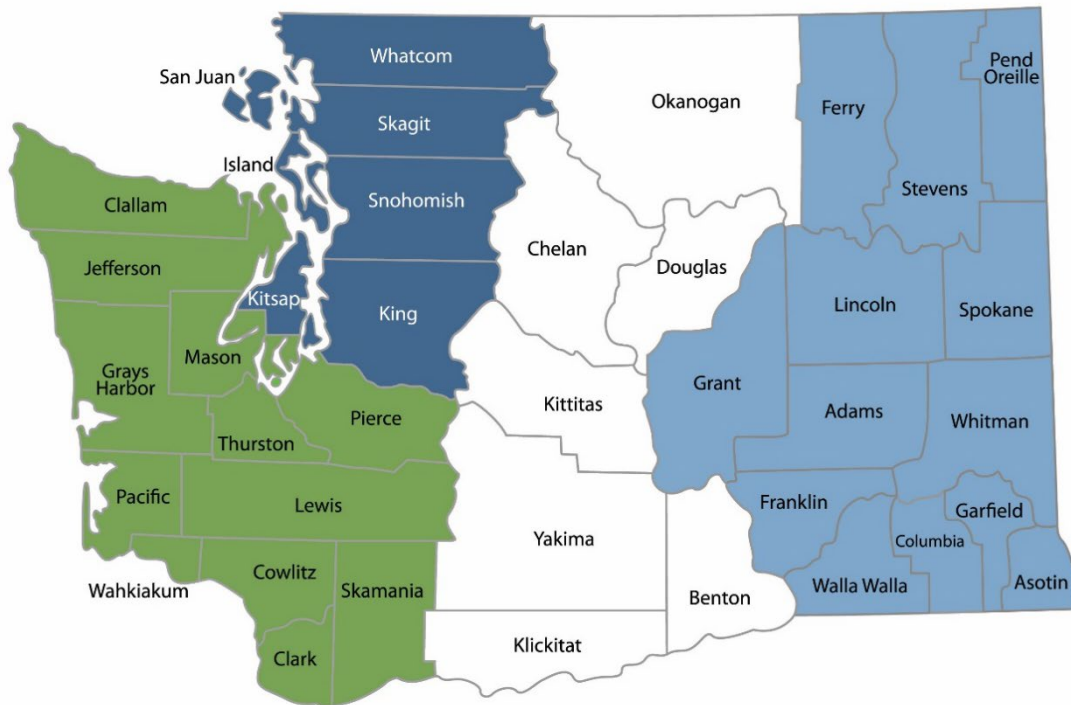 Whatcom
San Juan
Skagit
Okanogan
Ferry
Pend
Oreille
Island
Stevens
Clallam
Snohomish
Chelan
Douglas
Jefferson
Kitsap
King
Lincoln
Spokane
Mason
Grays
Harbor
Grant
Kittitas
Pierce
Adams
Whitman
Thurston
Pacific
Lewis
Franklin
Garfield
Yakima
Columbia
Wahkiakum
Cowlitz
Skamania
Walla Walla
Asotin
Benton
Klickitat
Clark